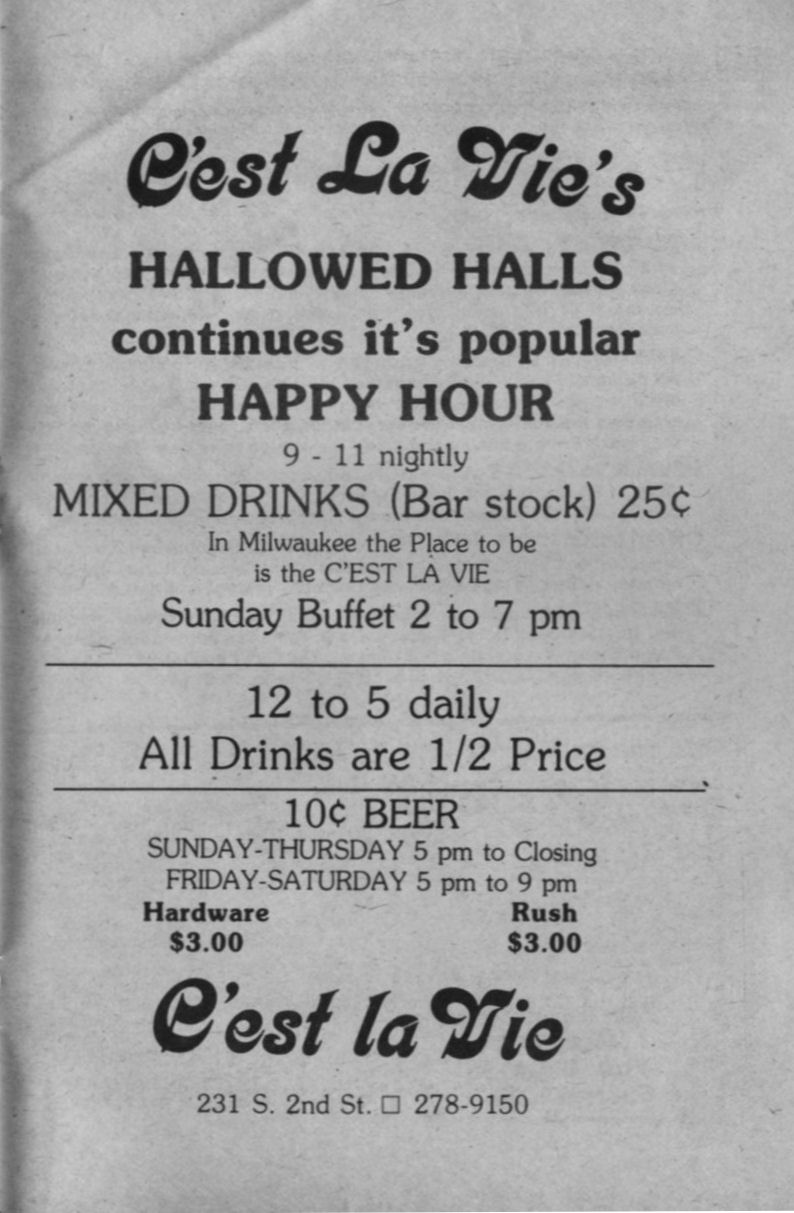 C'est La Vie's
HALLOWED HALLS
continues it's popular
HAPPY HOUR
9 - 11 nightly
MIXED DRINKS (Bar stock) 25¢
In Milwaukee the Place to be
is the C'EST LA VIE
Sunday Buffet 2 to 7 pm
12 to 5 daily
All Drinks are 1/2 Price
10¢ BEER
SUNDAY-THURSDAY 5 pm to Closing
FRIDAY-SATURDAY 5 pm to 9 pm
Hardware Rush
$3.00 $3.00
C'est la Vie
231 S. 2nd St. □ 278-9150